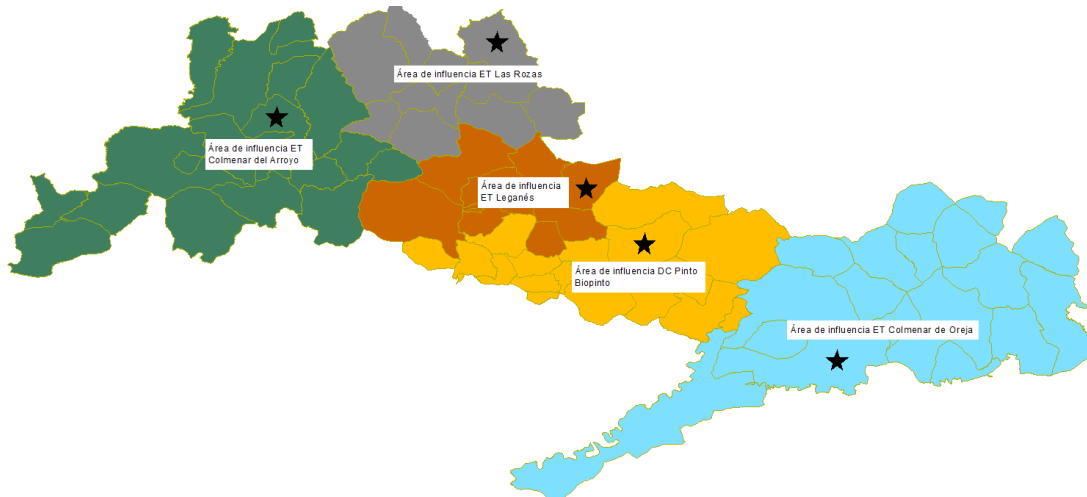 Área de influencia ET Las Rozas
Área de influencia ET
Colmenar del Arroyo
Área de influencia
ET Leganés
Área de influencia DC Pinto
Biopinto
Área de influencia ET Colmenar de Oreja